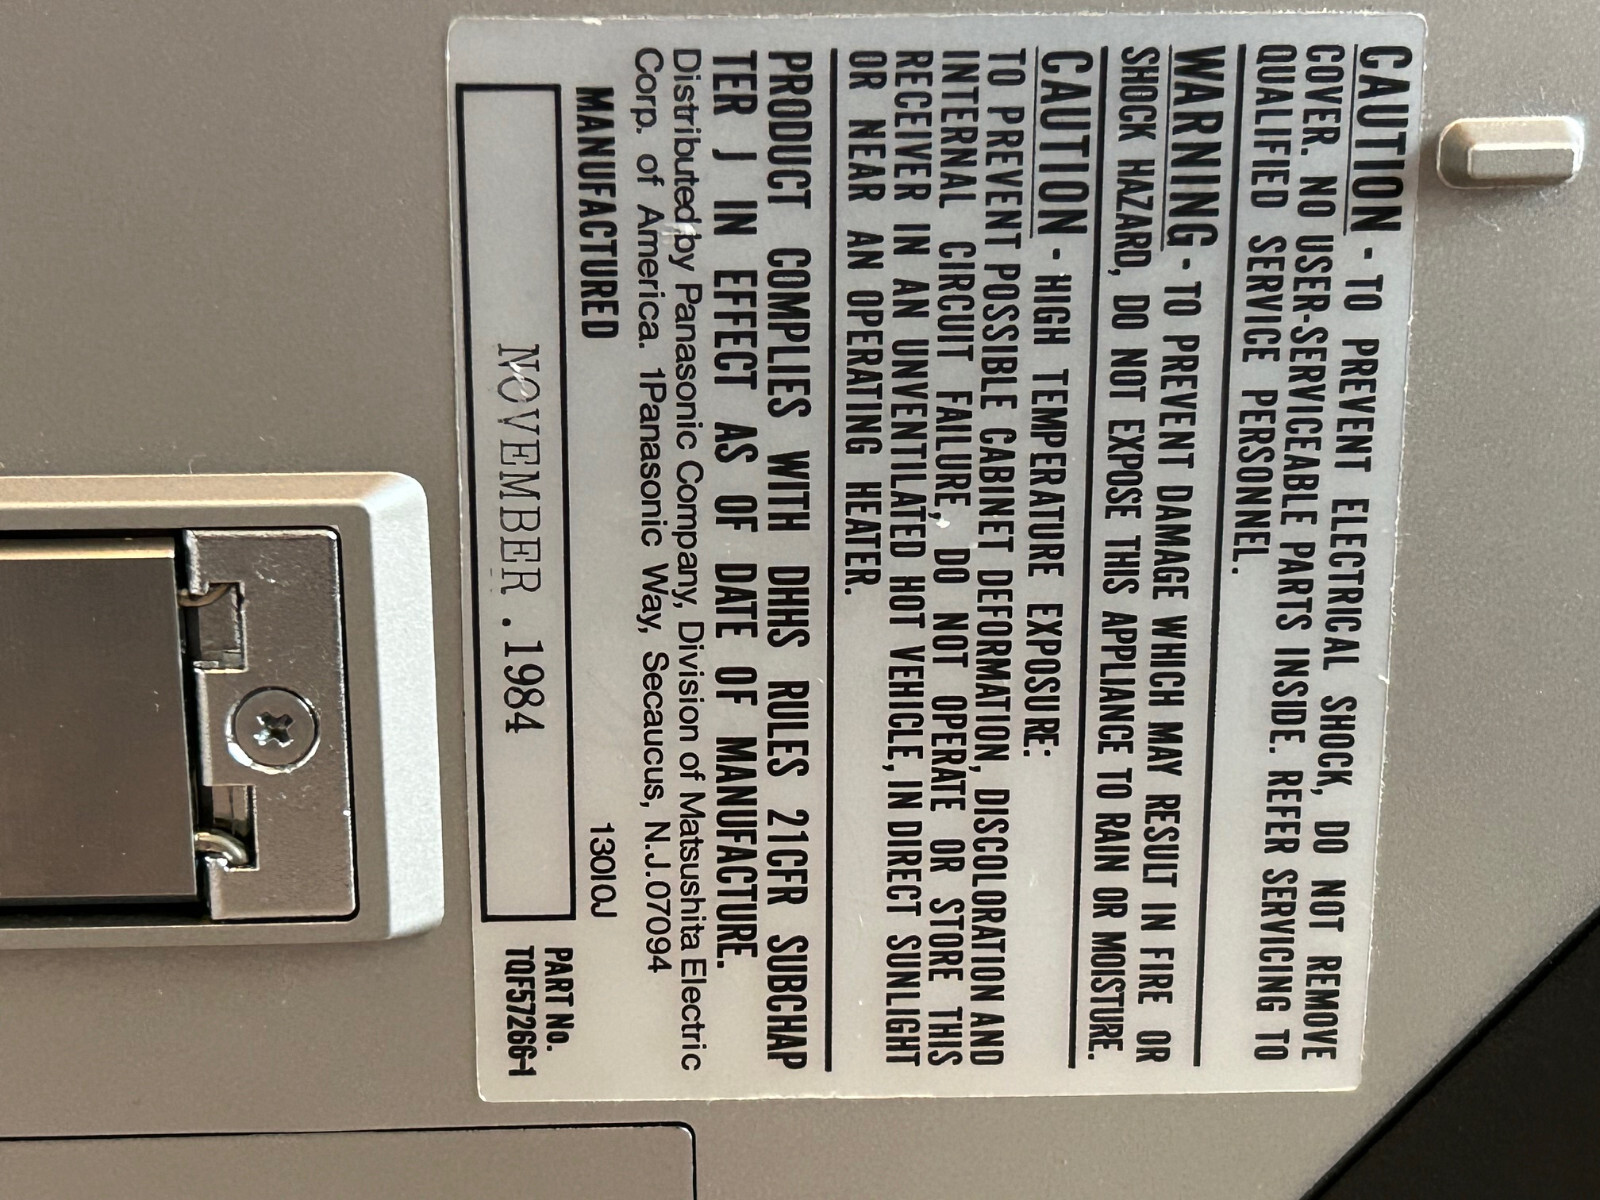 CAUTION - TO PREVENT ELECTRICAL SHOCK, DO NOT REMOVE
COVER. NO USER-SERVICEABLE PARTS INSIDE. REFER SERVICING TO
QUALIFIED SERVICE PERSONNEL.
WARNING - TO PREVENT DAMAGE WHICH MAY RESULT IN FIRE OR
SHOCK HAZARD, DO NOT EXPOSE THIS APPLIANCE TO RAIN OR MOISTURE.
CAUTION - HIGH TEMPERATURE EXPOSURE:
TO PREVENT POSSIBLE CABINET DEFORMATION, DISCOLORATION AND
INTERNAL CIRCUIT FAILURE, DO NOT OPERATE OR STORE THIS
RECEIVER IN AN UNVENTILATED HOT VEHICLE, IN DIRECT SUNLIGHT
OR NEAR AN OPERATING HEATER.
PRODUCT COMPLIES WITH DHHS RULES 21CFR SUBCHAP
TER J IN EFFECT AS OF DATE OF MANUFACTURE.
Distributed by Panasonic Company, Division of Matsushita Electric
Corp. of America. 1Panasonic Way, Secaucus, N.J.07094
MANUFACTURED 13010J
NOVEMBER.1984
PART No.
TQF57266-1